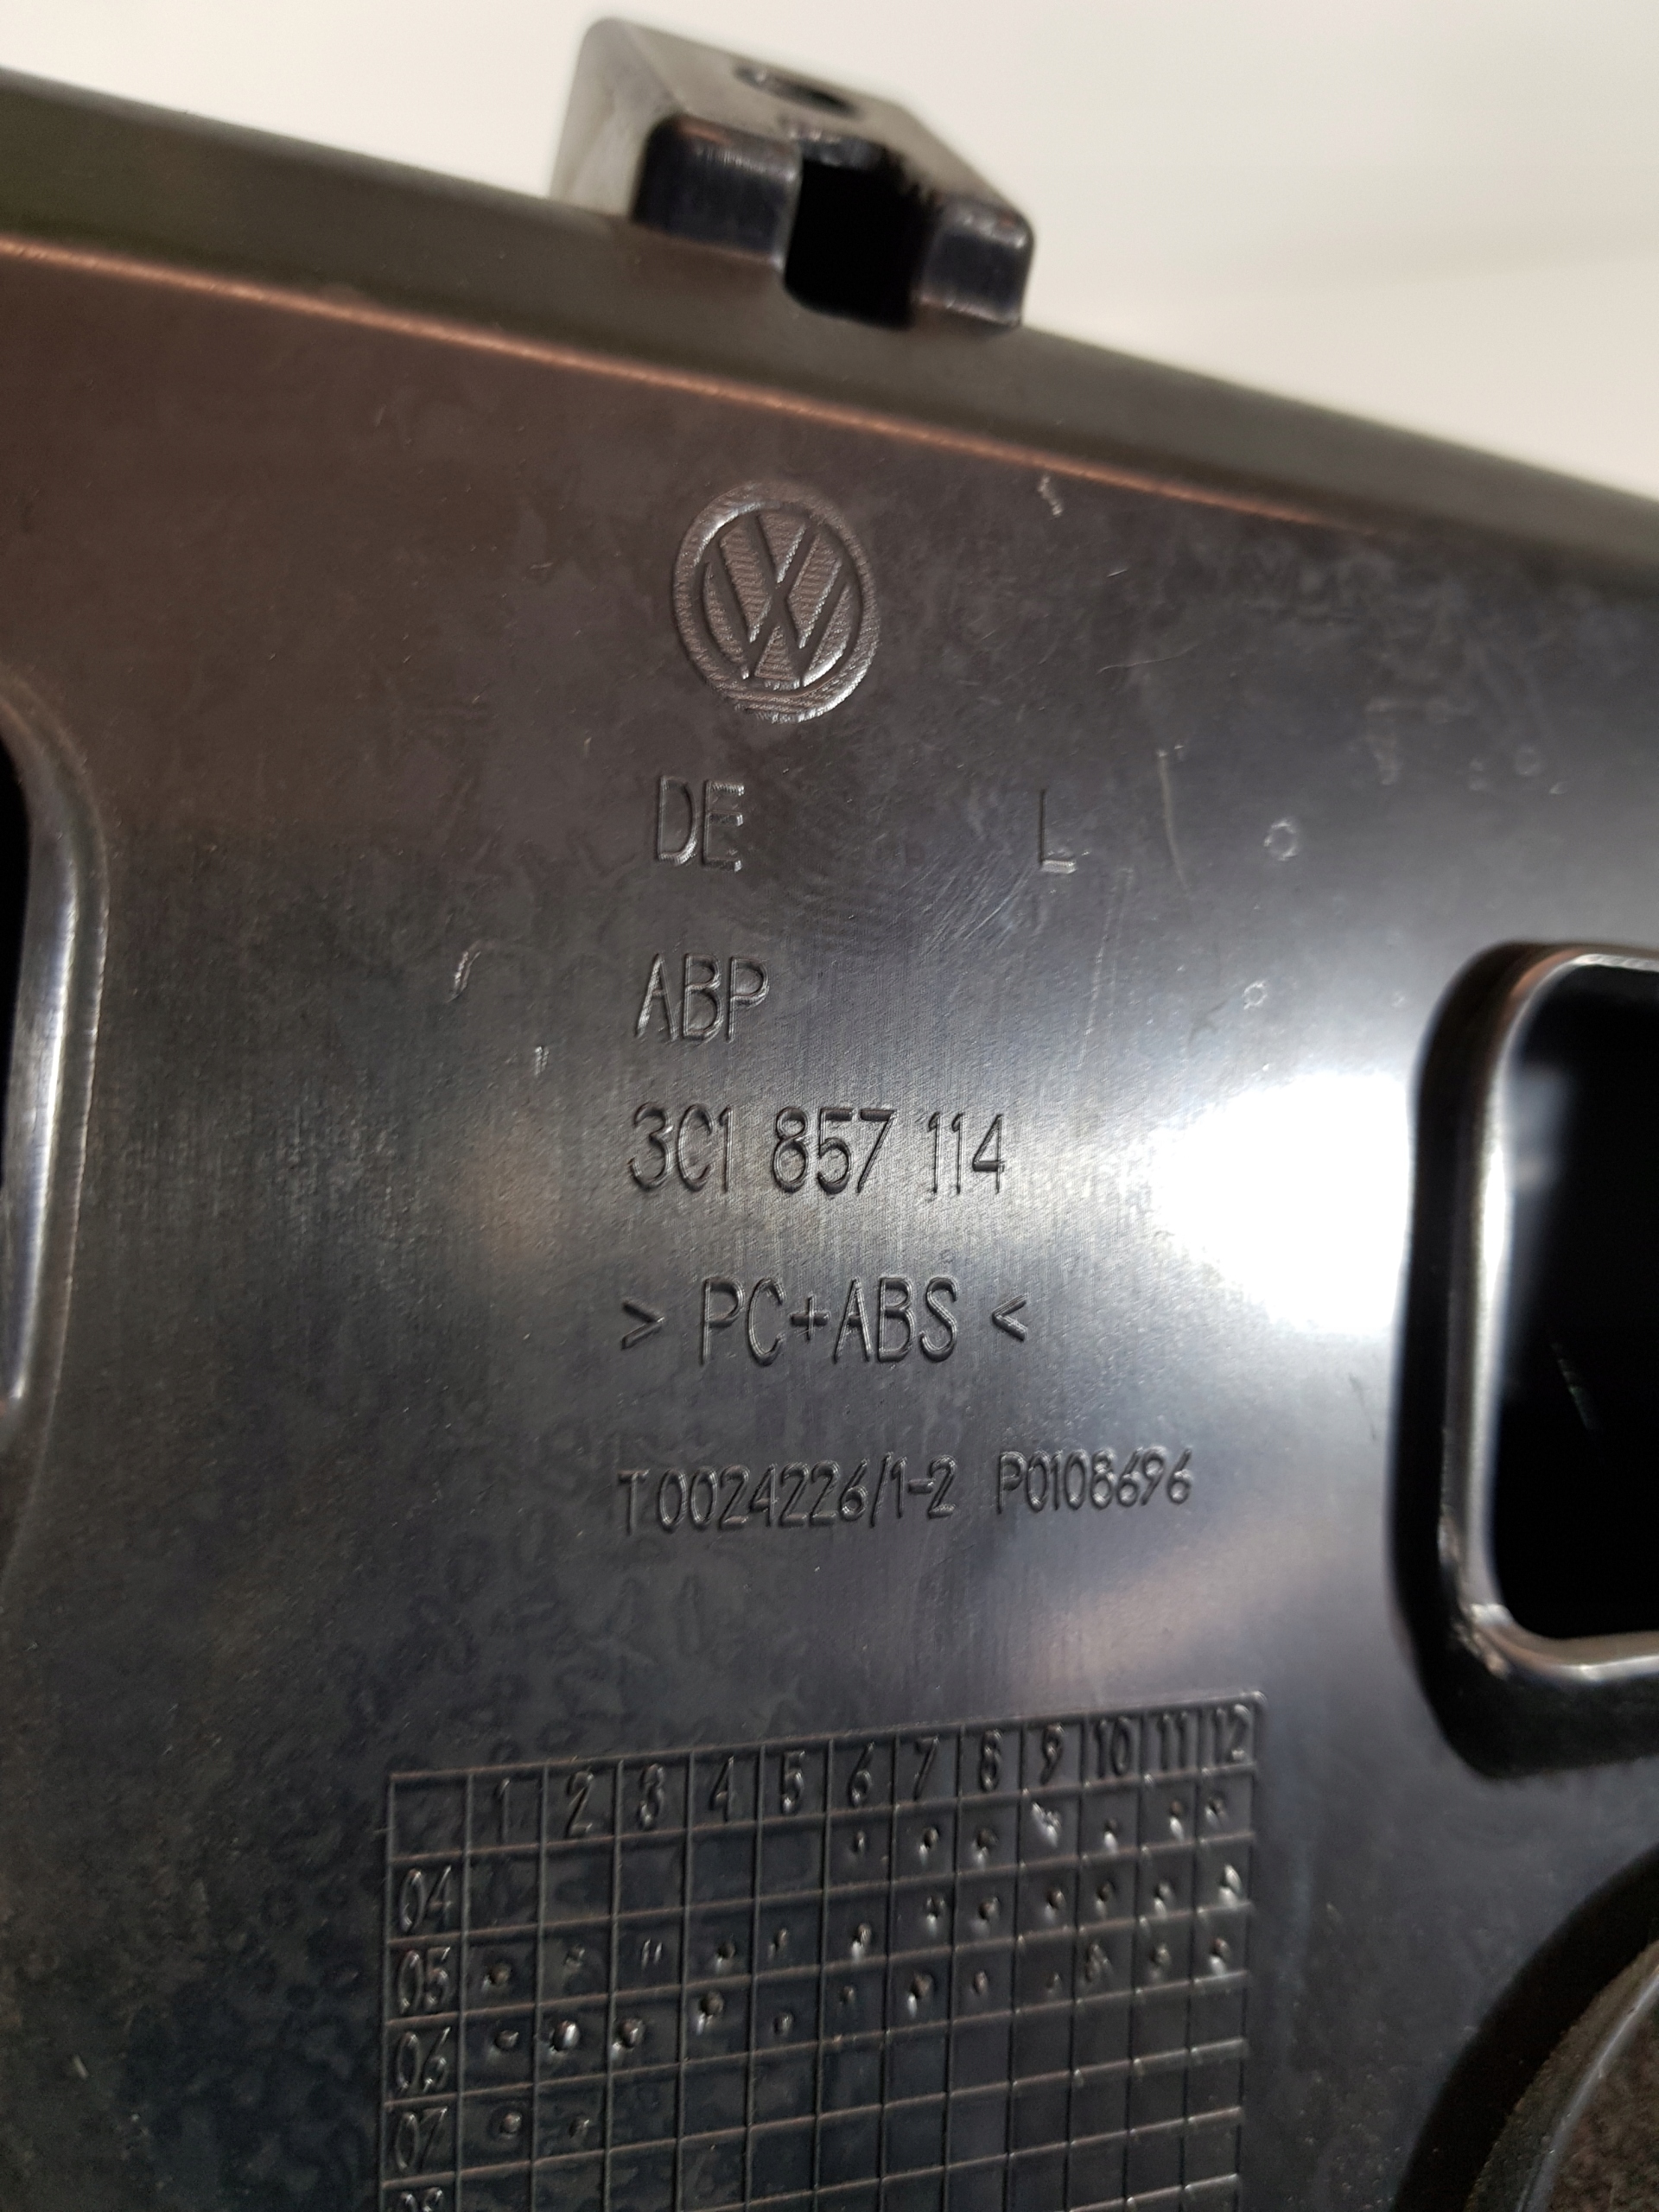 DE L
ABP
3C1 857 114
> PC+ABS <
T0024226/1-2 P0108696
1 2 3 4 5 6 7 8 9 10 11 12
04
05
06
07
08